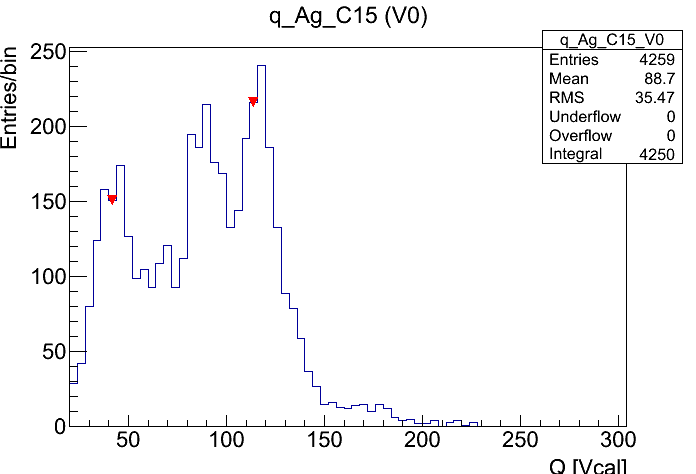 q_Ag_C15 (V0)
q_Ag_C15_V0
Entries 4259
Mean 88.7
RMS 35.47
Underflow 0
Overflow 0
Integral 4250
Entries/bin
250
200
150
100
50
0
50 100 150 200 250 300
Q [Vcal]